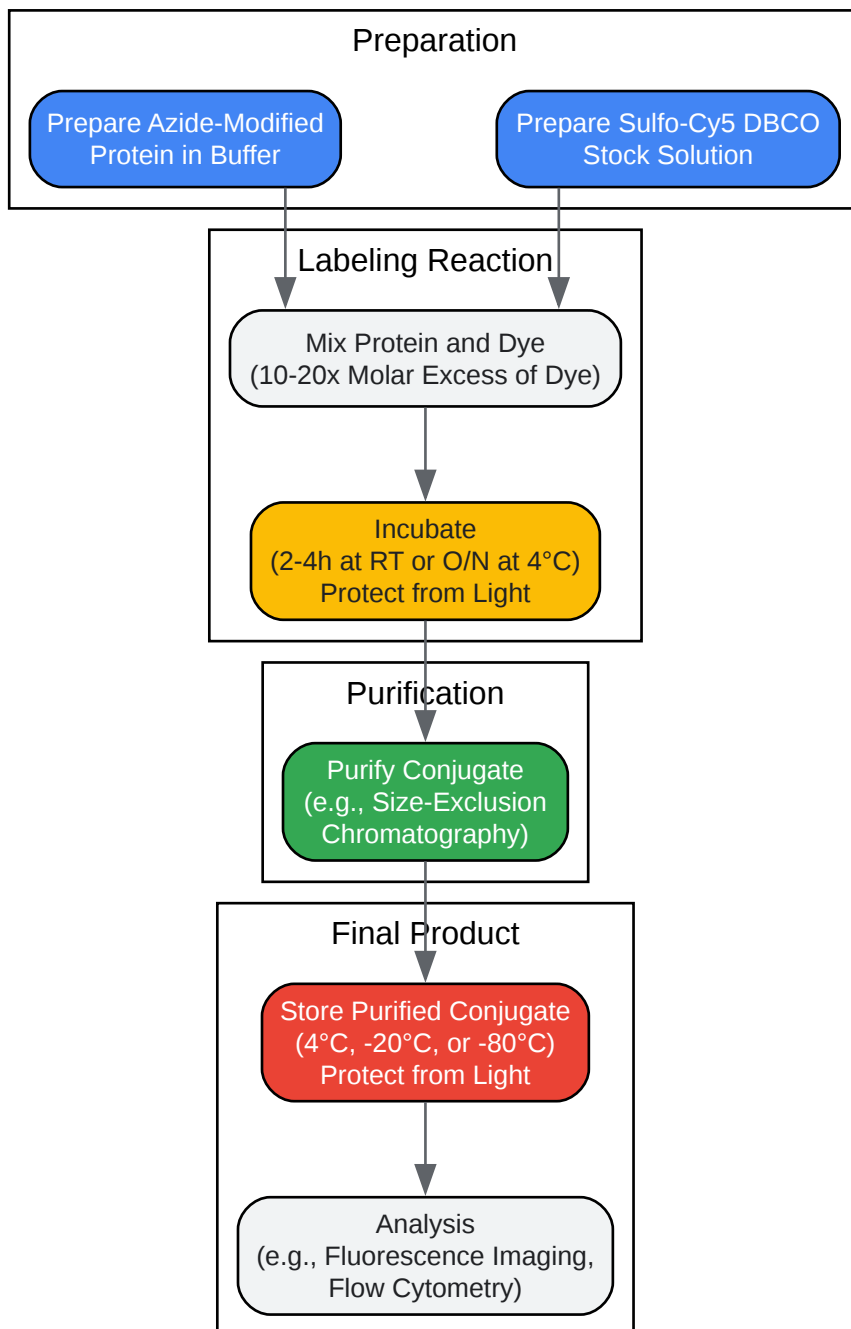 Preparation
Prepare Azide-Modified
Protein in Buffer
Prepare Sulfo-Cy5 DBCO
Stock Solution
Labeling Reaction
Mix Protein and Dye
(10-20x Molar Excess of Dye)
Incubate
(2-4h at RT or O/N at 4°C)
Protect from Light
Purification
Purify Conjugate
(e.g., Size-Exclusion
Chromatography)
Final Product
Store Purified Conjugate
(4°C, -20°C, or -80°C)
Protect from Light
Analysis
(e.g., Fluorescence Imaging,
Flow Cytometry)